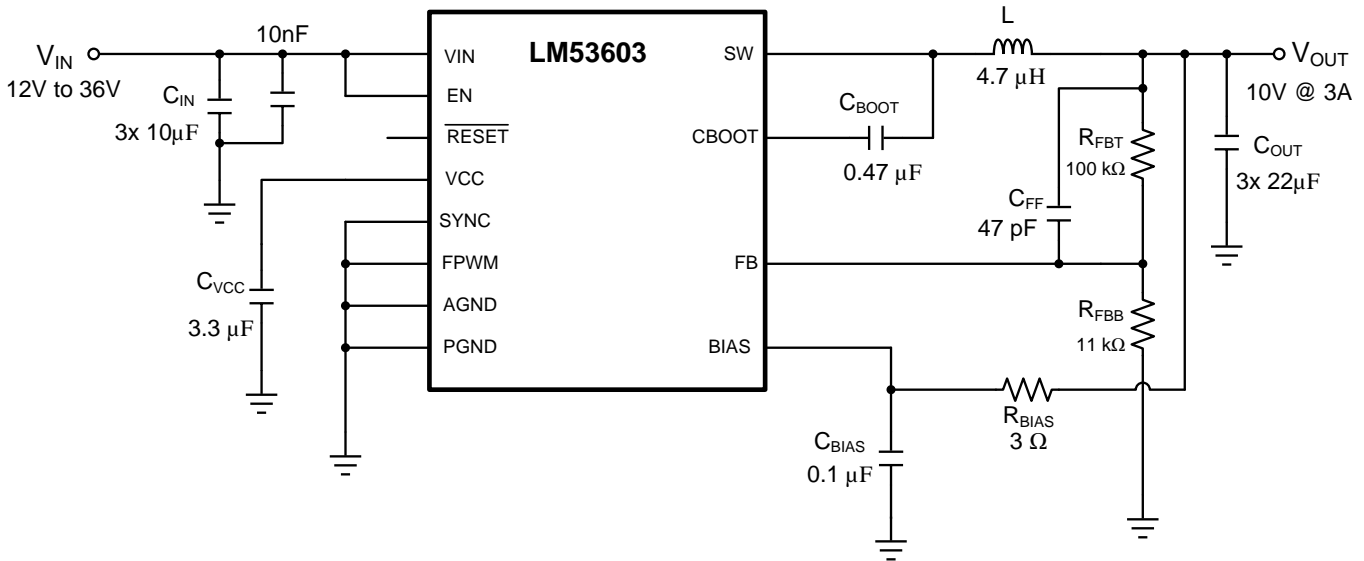 V_IN
12V to 36V
10nF
C_IN
3x 10µF
C_VCC
3.3 µF
LM53603
VIN
EN
RESET
VCC
SYNC
FPWM
AGND
PGND
SW
CBOOT
FB
BIAS
L
4.7 µH
C_BOOT
0.47 µF
C_FF
47 pF
R_FBT
100 kΩ
R_FBB
11 kΩ
R_BIAS
3 Ω
C_BIAS
0.1 µF
V_OUT
10V @ 3A
C_OUT
3x 22µF